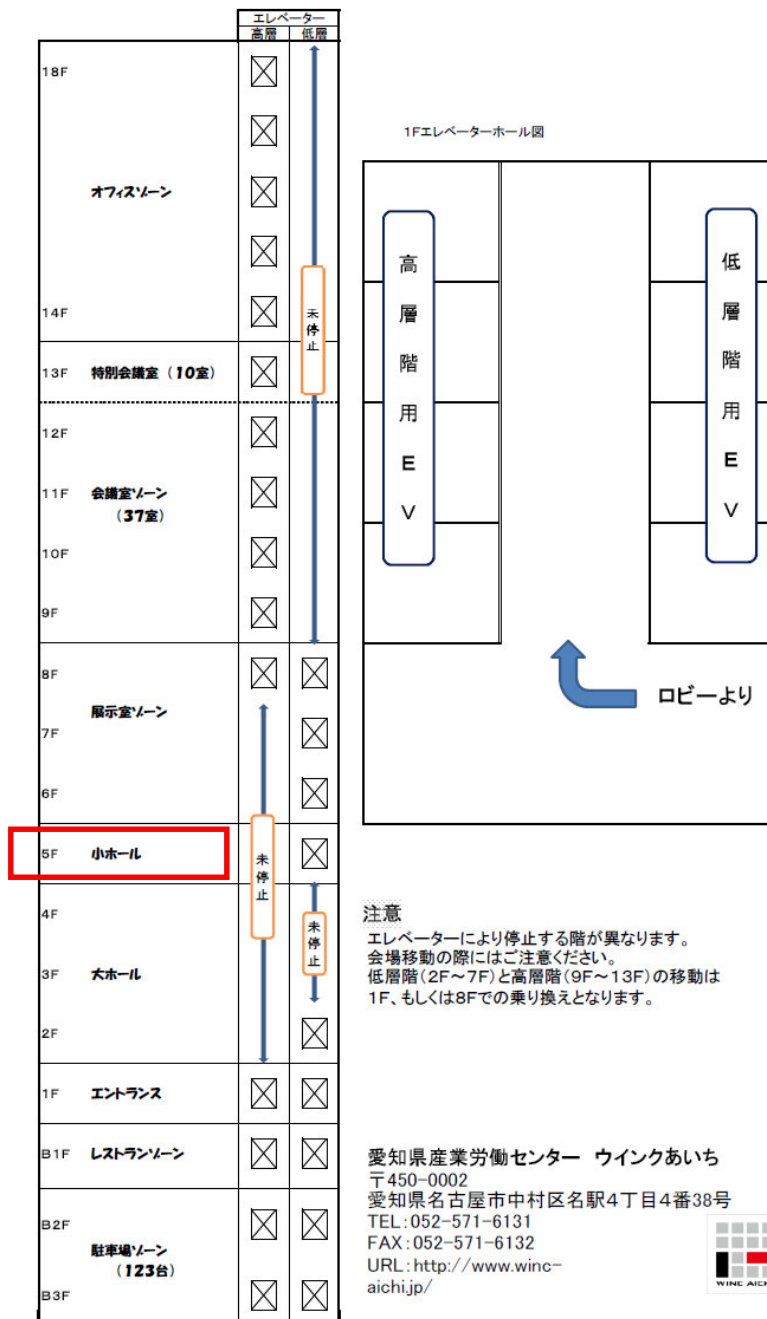 エレベーター
高層 低層
18F
オフィスゾーン
14F
未停止
13F 特別会議室（10室）
12F
11F 会議室ゾーン
（37室）
10F
9F
8F
展示室ゾーン
7F
6F
5F 小ホール
未停止
4F
未停止
3F 大ホール
2F
1F エントランス
B1F レストランゾーン
B2F
駐車場ゾーン
（123台）
B3F
1Fエレベーターホール図
高層階用EV
低層階用EV
ロビーより
注意
エレベーターにより停止する階が異なります。
会場移動の際にはご注意ください。
低層階（2F～7F）と高層階（9F～13F）の移動は
1F、もしくは8Fでの乗り換えとなります。
愛知県産業労働センター　ウインクあいち
〒450-0002
愛知県名古屋市中村区名駅4丁目4番38号
TEL：052-571-6131
FAX：052-571-6132
URL：http://www.winc-
aichi.jp/